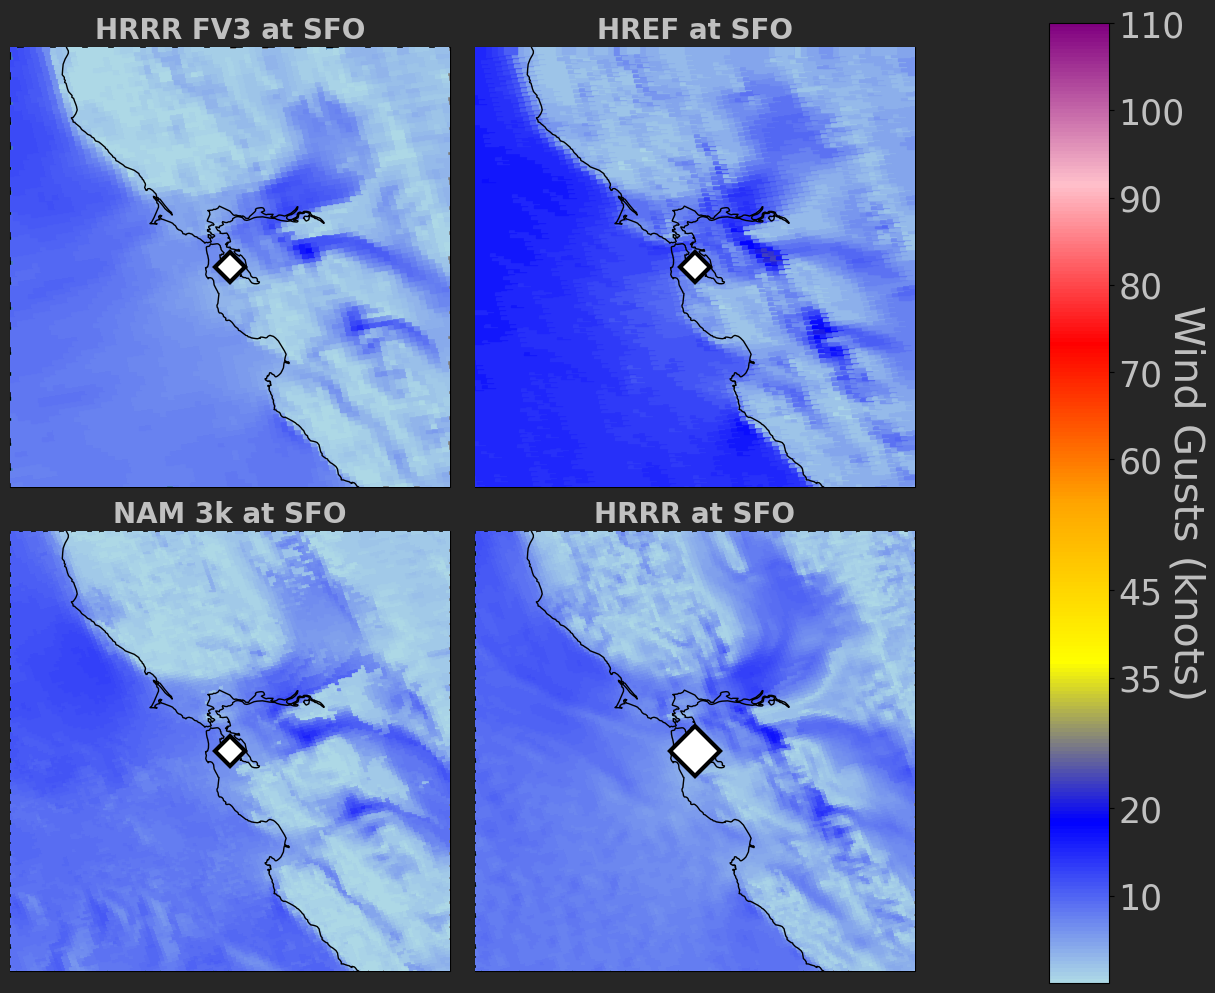 HRRR FV3 at SFO
HREF at SFO
NAM 3k at SFO
HRRR at SFO
110
100
90
80
70
60
45
35
20
10
Wind Gusts (knots)